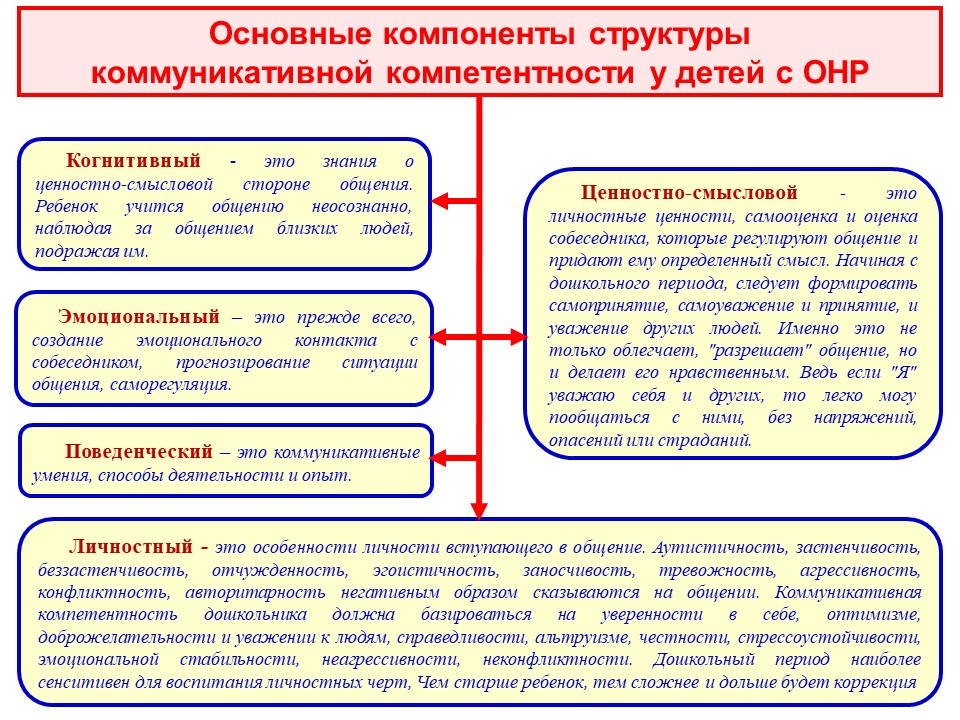 Основные компоненты структуры
коммуникативной компетентности у детей с ОНР
Когнитивный - это знания о
ценностно-смысловой стороне общения.
Ребенок учится общению неосознанно,
наблюдая за общением близких людей,
подражая им.
Эмоциональный – это прежде всего,
создание эмоционального контакта с
собеседником, прогнозирование ситуации
общения, саморегуляция.
Поведенческий – это коммуникативные
умения, способы деятельности и опыт.
Ценностно-смысловой - это
личностные ценности, самооценка и оценка
собеседника, которые регулируют общение и
придают ему определенный смысл. Начиная с
дошкольного периода, следует формировать
самопринятие, самоуважение и принятие, и
уважение других людей. Именно это не
только облегчает, "разрешает" общение, но
и делает его нравственным. Ведь если "Я"
уважаю себя и других, то легко могу
пообщаться с ними, без напряжений,
опасений или страданий.
Личностный - это особенности личности вступающего в общение. Аутистичность, застенчивость,
беззастенчивость, отчужденность, эгоистичность, заносчивость, тревожность, агрессивность,
конфликтность, авторитарность негативным образом сказываются на общении. Коммуникативная
компетентность дошкольника должна базироваться на уверенности в себе, оптимизме,
доброжелательности и уважении к людям, справедливости, альтруизме, честности, стрессоустойчивости,
эмоциональной стабильности, неагрессивности, неконфликтности. Дошкольный период наиболее
сенситивен для воспитания личностных черт, Чем старше ребенок, тем сложнее и дольше будет коррекция